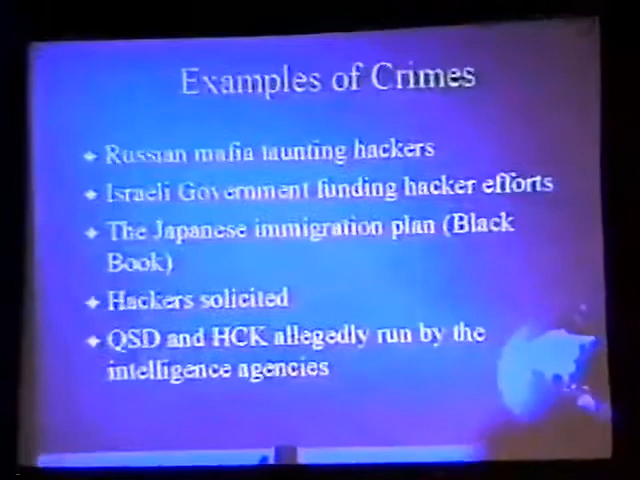 Examples of Crimes
Russian mafia taunting hackers
Israeli Government funding hacker efforts
The Japanese immigration plan (Black
Book)
Hackers solicited
QSD and HCK allegedly run by the
intelligence agencies